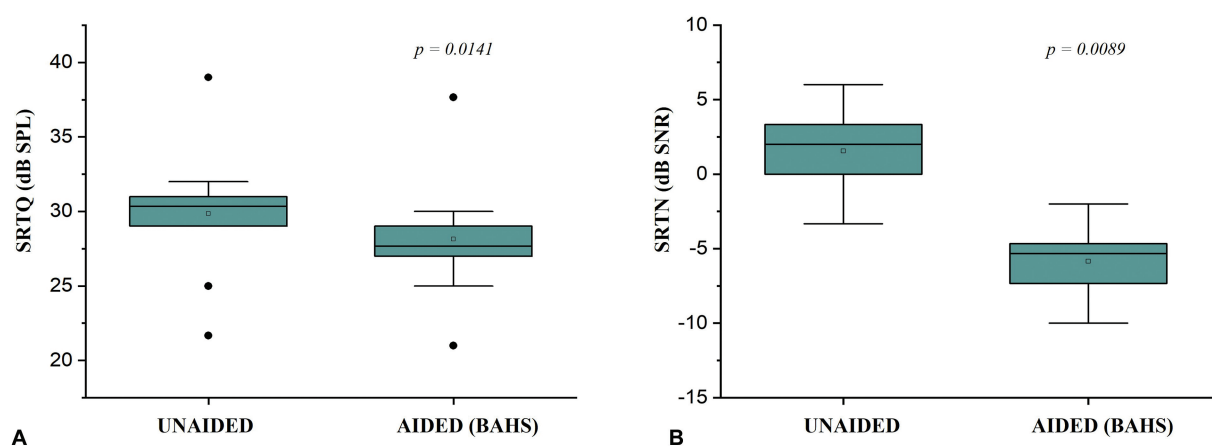 p = 0.0141
SRTQ (dB SPL)
40
35
30
25
20
UNAIDED
AIDED (BAHS)
A
p = 0.0089
SRTN (dB SNR)
10
5
0
-5
-10
-15
UNAIDED
AIDED (BAHS)
B